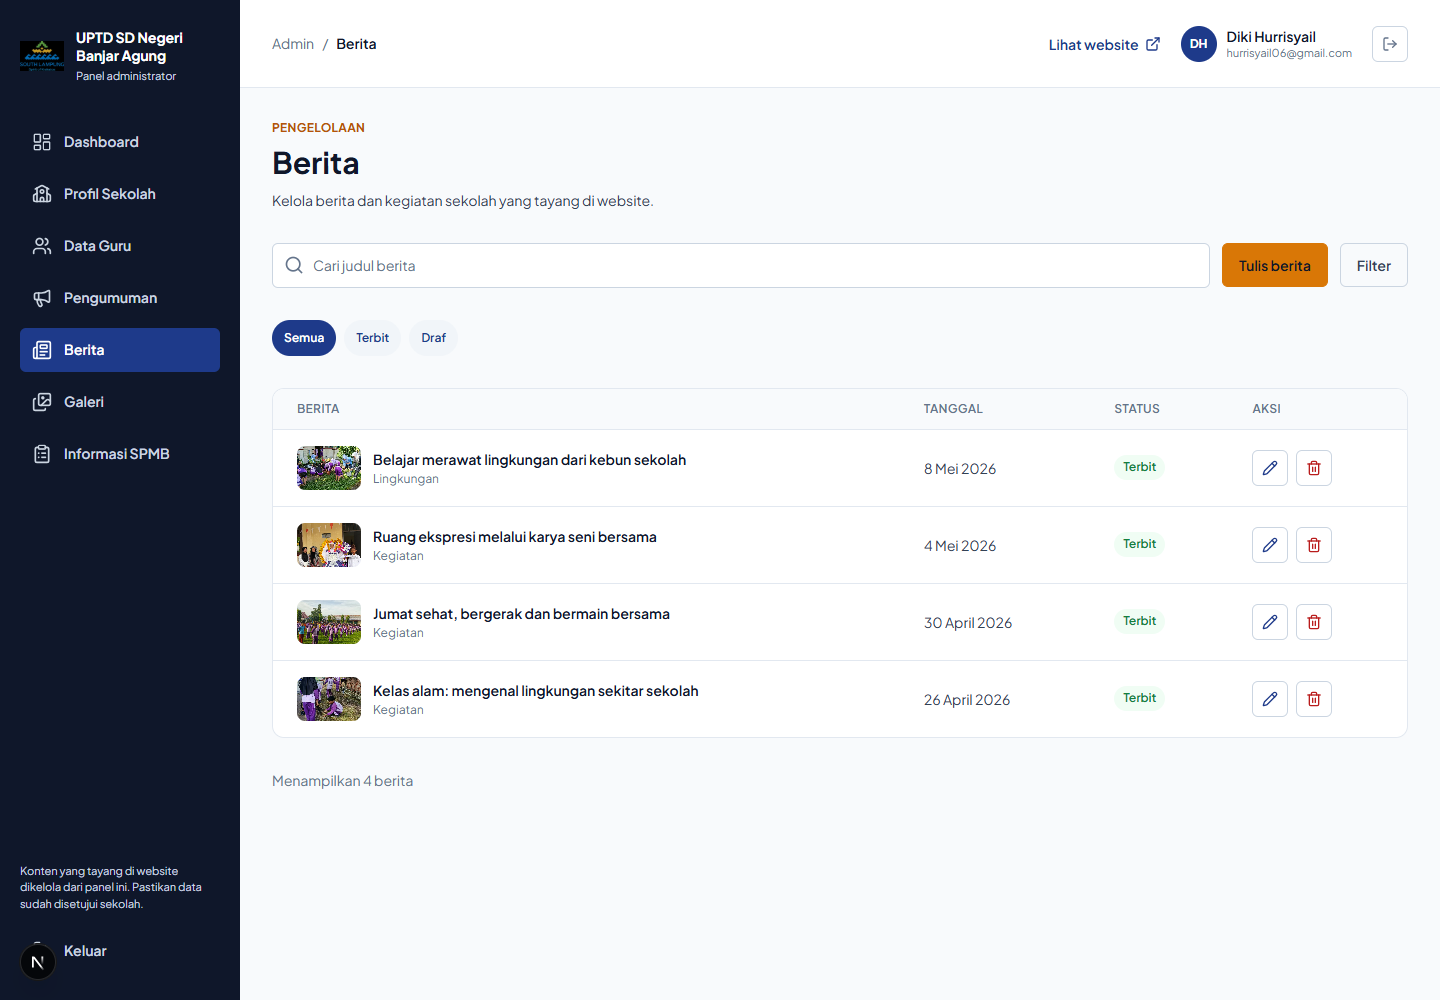 UPTD SD Negeri
Banjar Agung
Panel administrator
Dashboard
Profil Sekolah
Data Guru
Pengumuman
Berita
Galeri
Informasi SPMB
Konten yang tayang di website
dikelola dari panel ini. Pastikan data
sudah disetujui sekolah.
Keluar
N
Admin / Berita
Lihat website
DH
Diki Hurrisyail
hurrisyail06@gmail.com
PENGELOLAAN
Berita
Kelola berita dan kegiatan sekolah yang tayang di website.
Cari judul berita
Tulis berita
Filter
Semua
Terbit
Draf
BERITA TANGGAL STATUS AKSI
Belajar merawat lingkungan dari kebun sekolah
Lingkungan
8 Mei 2026
Terbit
Ruang ekspresi melalui karya seni bersama
Kegiatan
4 Mei 2026
Terbit
Jumat sehat, bergerak dan bermain bersama
Kegiatan
30 April 2026
Terbit
Kelas alam: mengenal lingkungan sekitar sekolah
Kegiatan
26 April 2026
Terbit
Menampilkan 4 berita